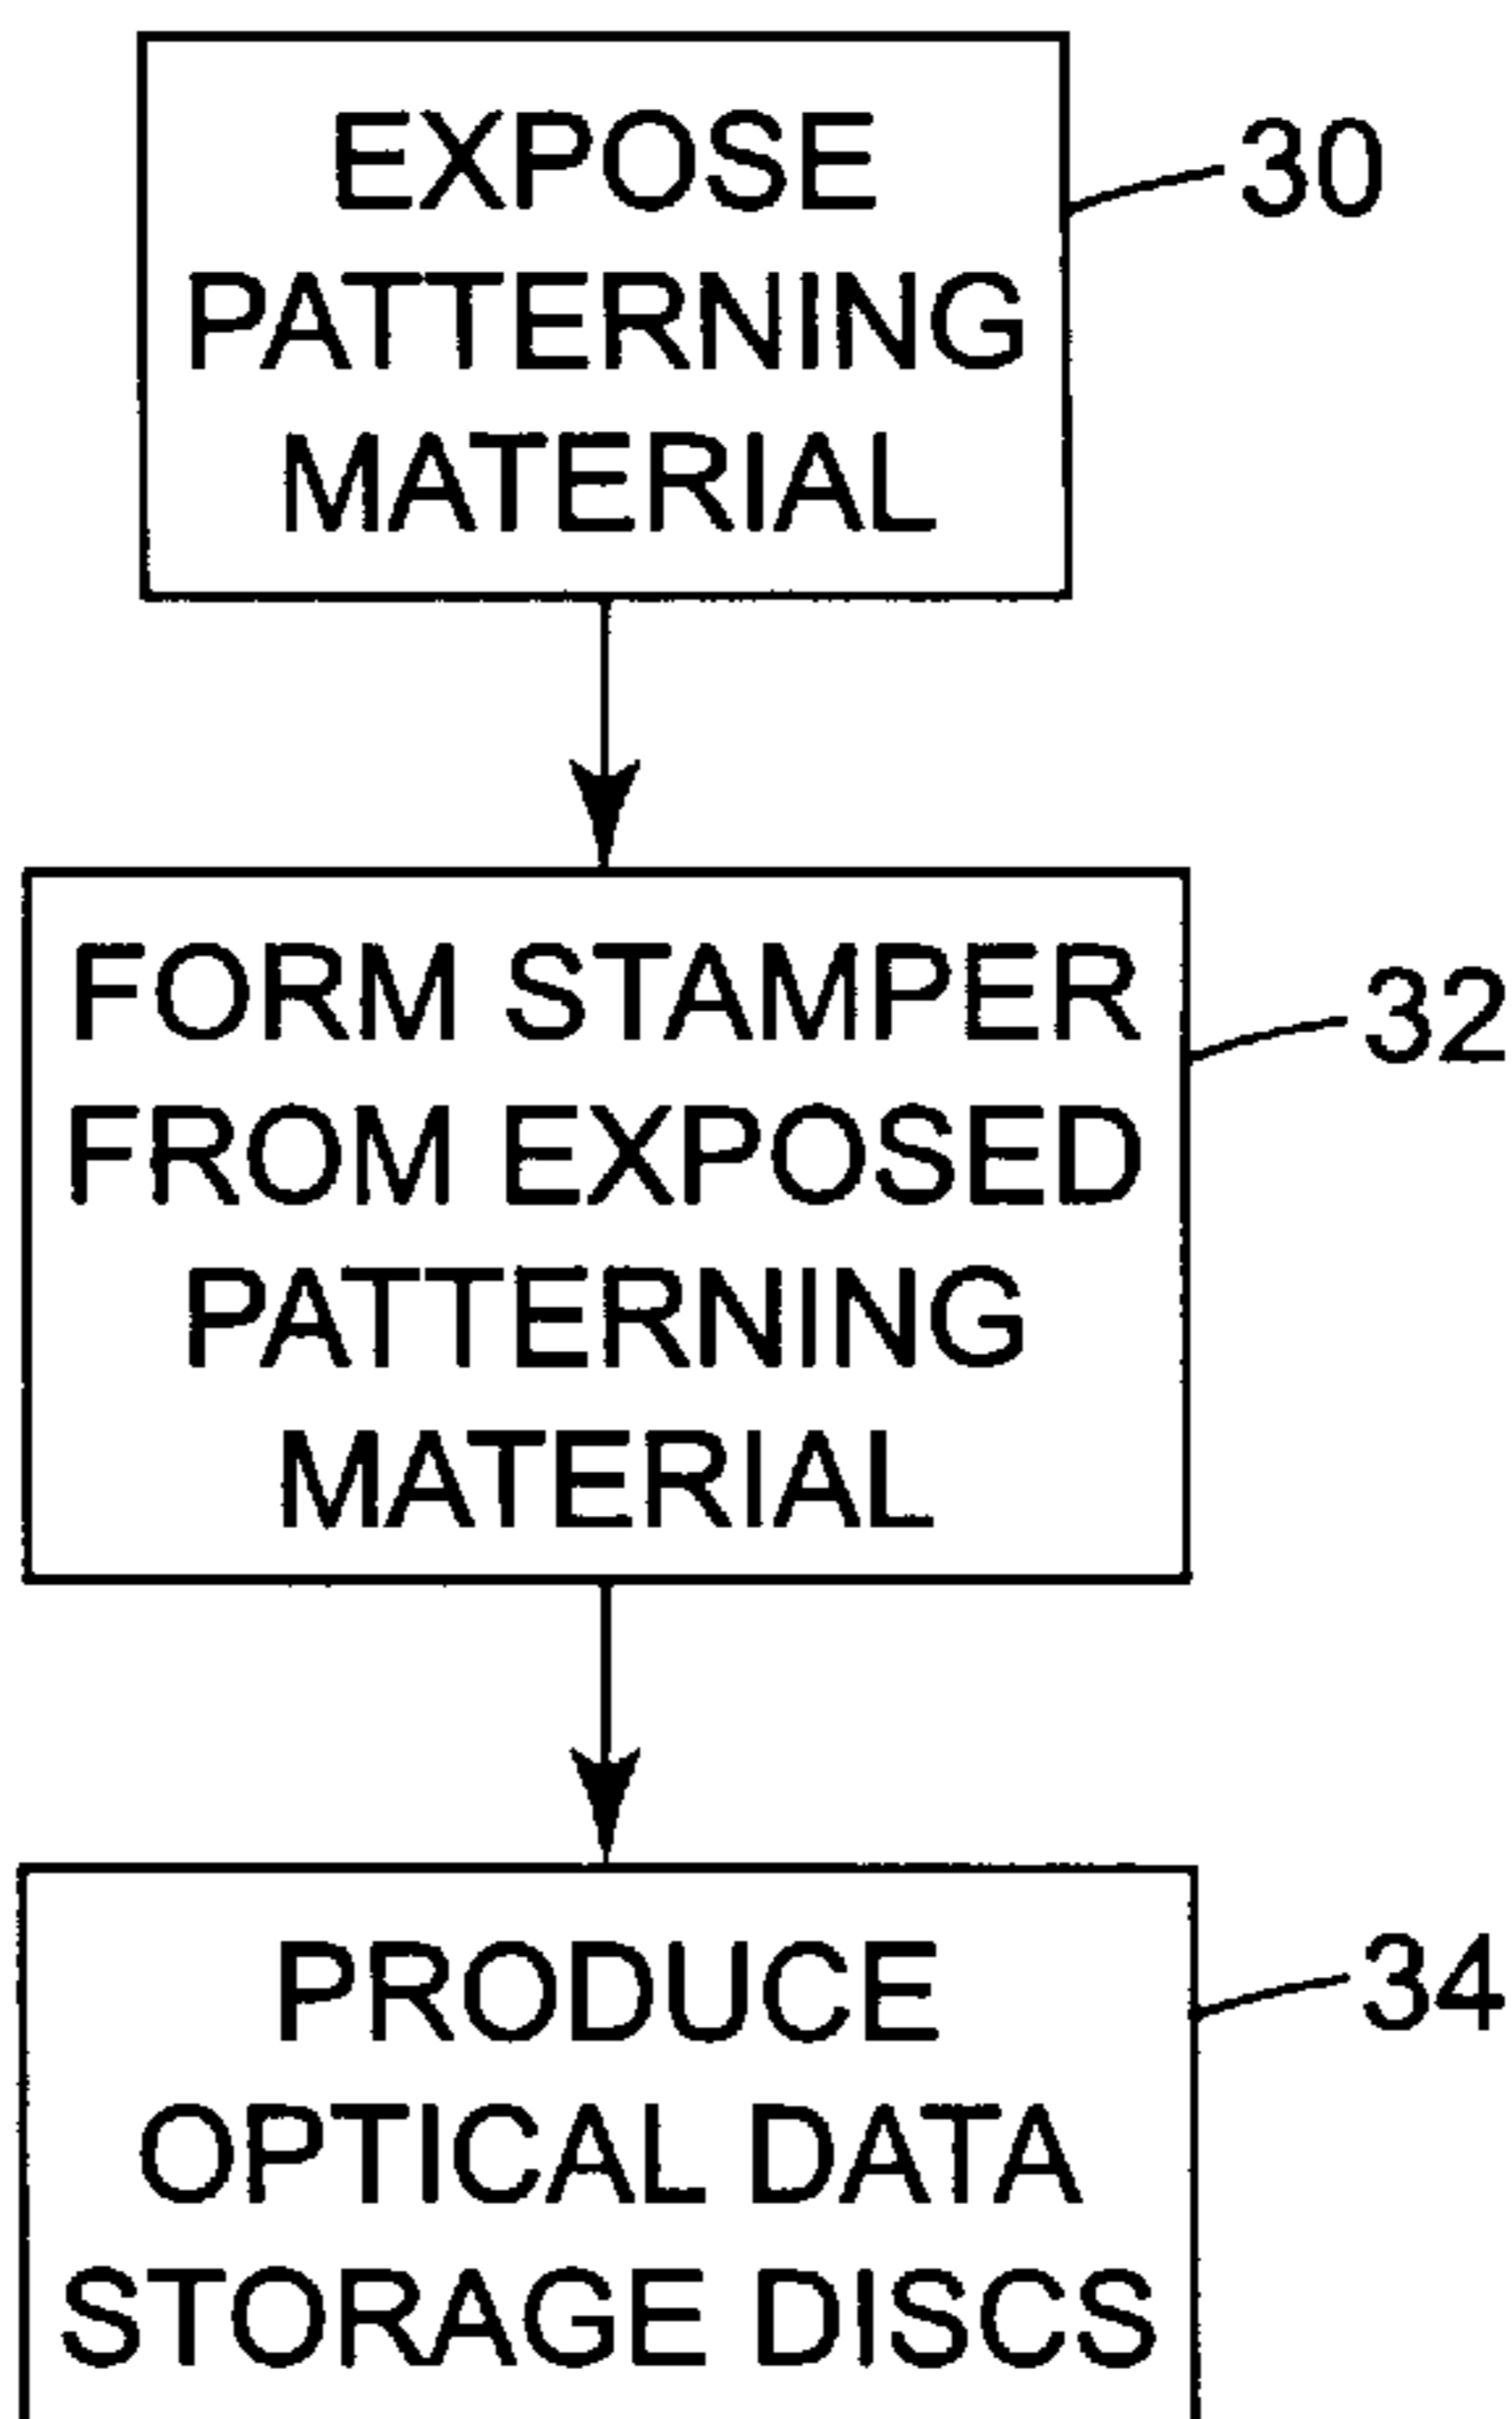 EXPOSE
PATTERNING
MATERIAL
30
FORM STAMPER
FROM EXPOSED
PATTERNING
MATERIAL
32
PRODUCE
OPTICAL DATA
STORAGE DISCS
34